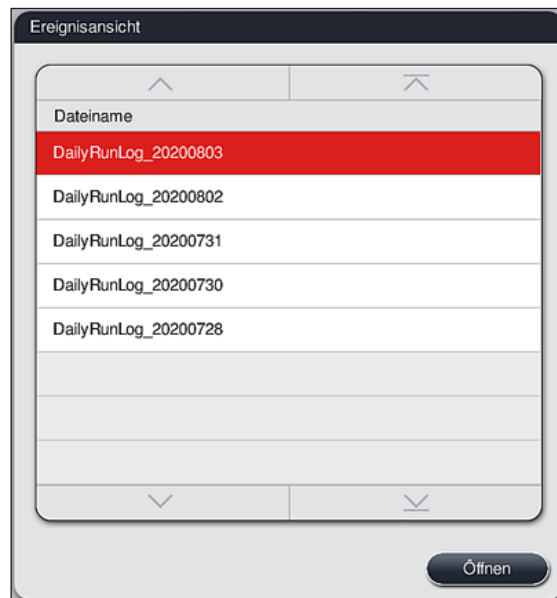 Ereignisansicht
Dateiname
DailyRunLog_20200803
DailyRunLog_20200802
DailyRunLog_20200731
DailyRunLog_20200730
DailyRunLog_20200728
Öffnen